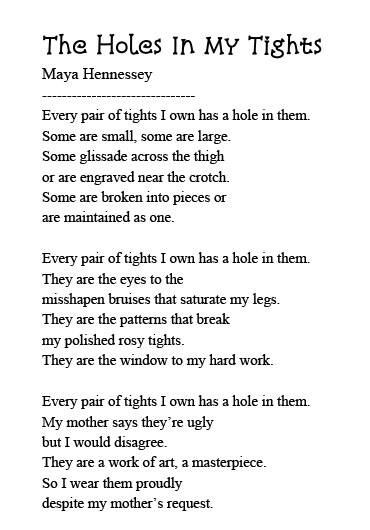 The Holes In My Tights
Maya Hennessey
-------------------------------
Every pair of tights I own has a hole in them.
Some are small, some are large.
Some glissade across the thigh
or are engraved near the crotch.
Some are broken into pieces or
are maintained as one.

Every pair of tights I own has a hole in them.
They are the eyes to the
misshapen bruises that saturate my legs.
They are the patterns that break
my polished rosy tights.
They are the window to my hard work.

Every pair of tights I own has a hole in them.
My mother says they’re ugly
but I would disagree.
They are a work of art, a masterpiece.
So I wear them proudly
despite my mother’s request.